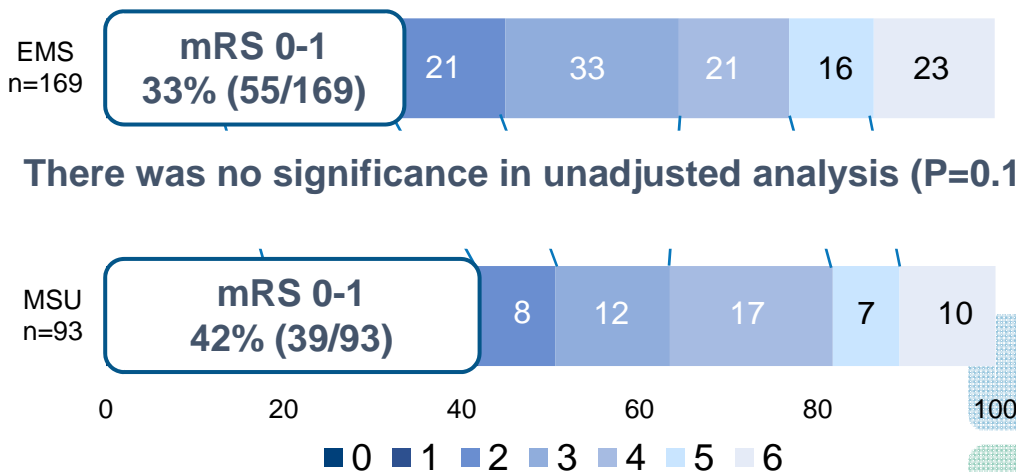 EMS
n=169
mRS 0-1
33% (55/169)
21 33 21 16 23
There was no significance in unadjusted analysis (P=0.1
MSU
n=93
mRS 0-1
42% (39/93)
8 12 17 7 10
0 20 40 60 80 100
0 1 2 3 4 5 6